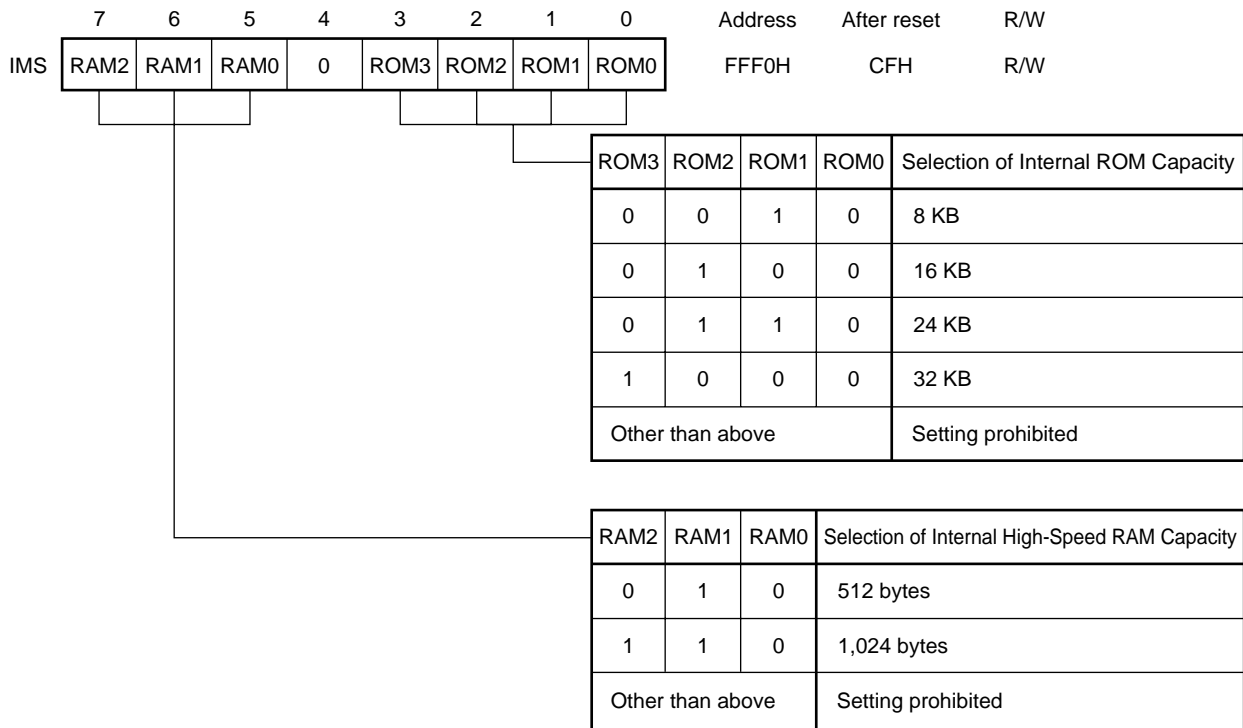 7 6 5 4 3 2 1 0 Address After reset R/W
IMS RAM2 RAM1 RAM0 0 ROM3 ROM2 ROM1 ROM0 FFF0H CFH R/W
ROM3 ROM2 ROM1 ROM0 Selection of Internal ROM Capacity
0 0 1 0 8 KB
0 1 0 0 16 KB
0 1 1 0 24 KB
1 0 0 0 32 KB
Other than above Setting prohibited
RAM2 RAM1 RAM0 Selection of Internal High-Speed RAM Capacity
0 1 0 512 bytes
1 1 0 1,024 bytes
Other than above Setting prohibited